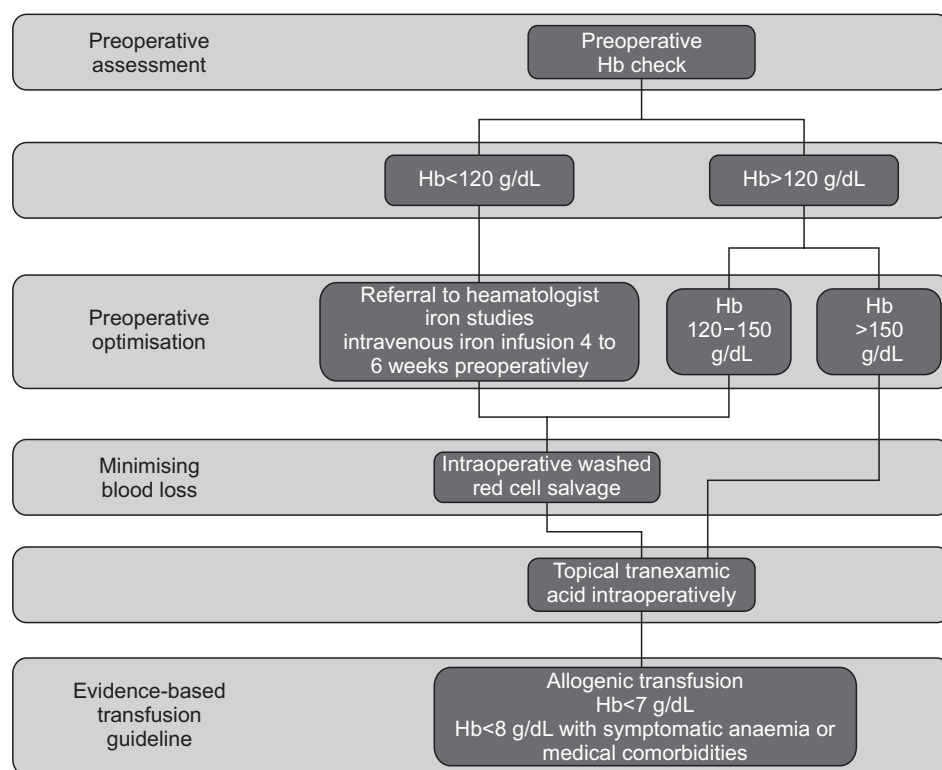 Preoperative
assessment
Preoperative
Hb check
Hb<120 g/dL
Hb>120 g/dL
Preoperative
optimisation
Referral to heamatologist
iron studies
intravenous iron infusion 4 to
6 weeks preoperativley
Hb
120–150
g/dL
Hb
>150
g/dL
Minimising
blood loss
Intraoperative washed
red cell salvage
Topical tranexamic
acid intraoperatively
Evidence-based
transfusion
guideline
Allogenic transfusion
Hb<7 g/dL
Hb<8 g/dL with symptomatic anaemia or
medical comorbidities